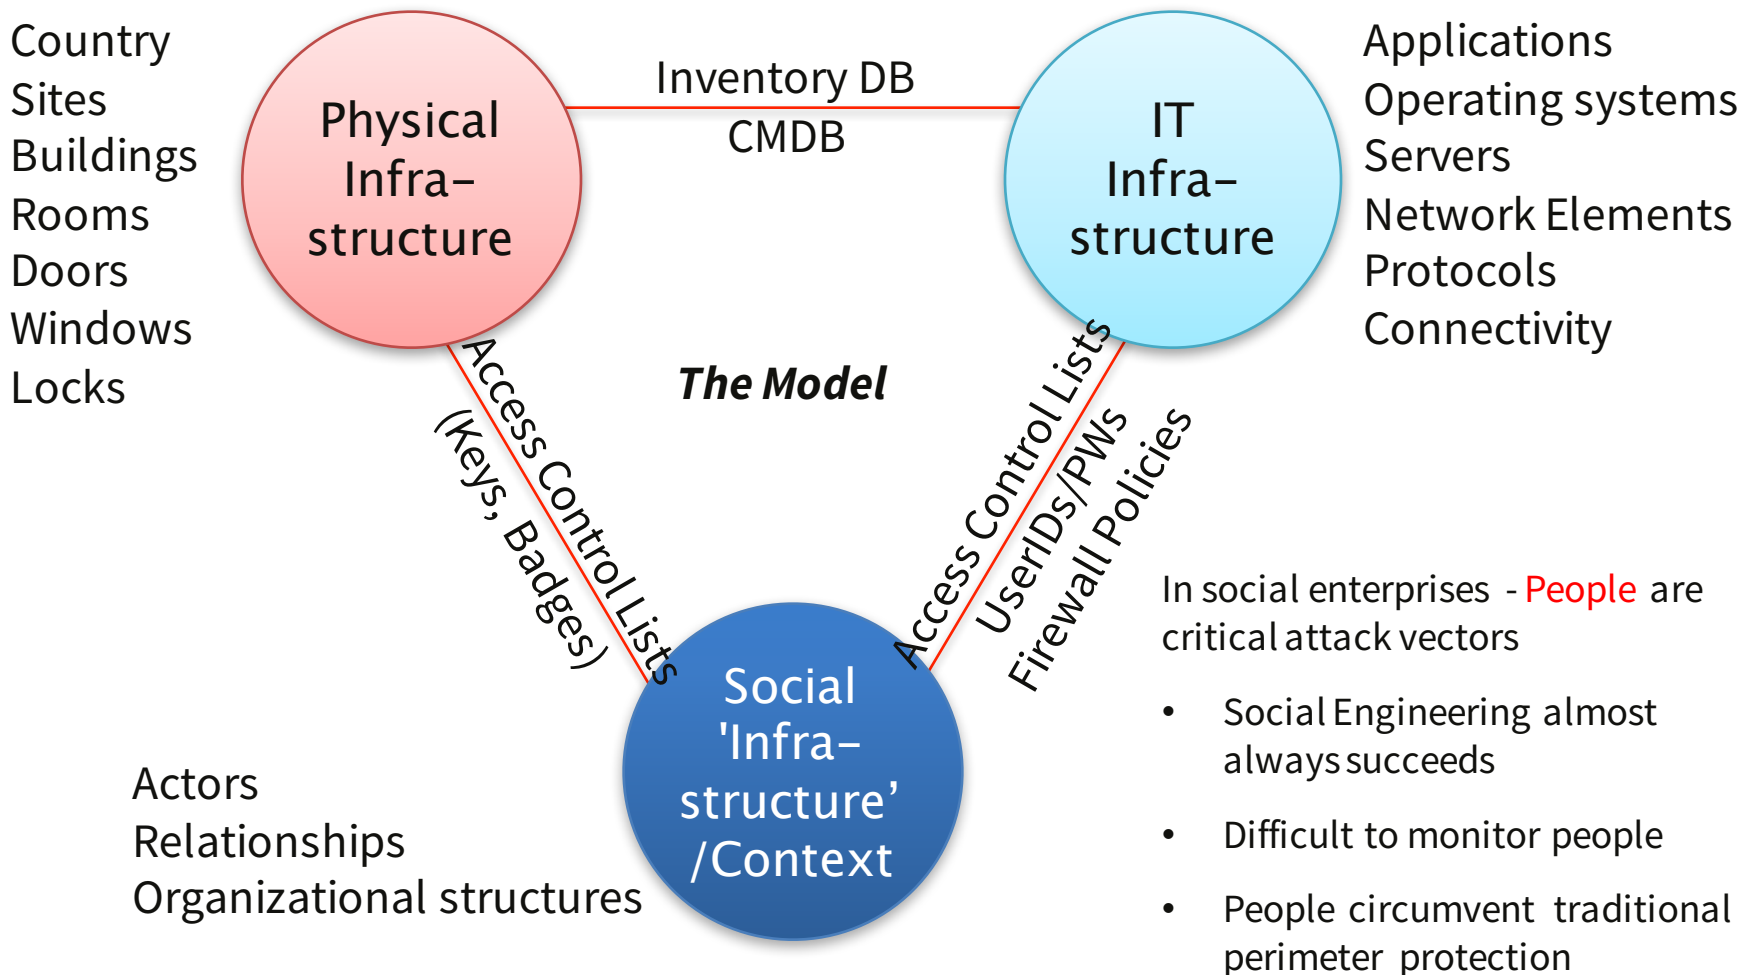 Country
Sites
Buildings
Rooms
Doors
Windows
Locks
Physical
Infra-
structure
Inventory DB
CMDB
IT
Infra-
structure
Applications
Operating systems
Servers
Network Elements
Protocols
Connectivity
The Model
Access Control Lists
(Keys, Badges)
Access Control Lists
UserIDs/PWs
Firewall Policies
Social
'Infra-
structure’
/Context
Actors
Relationships
Organizational structures
In social enterprises - People are
critical attack vectors
• Social Engineering almost
always succeeds
• Difficult to monitor people
• People circumvent traditional
perimeter protection